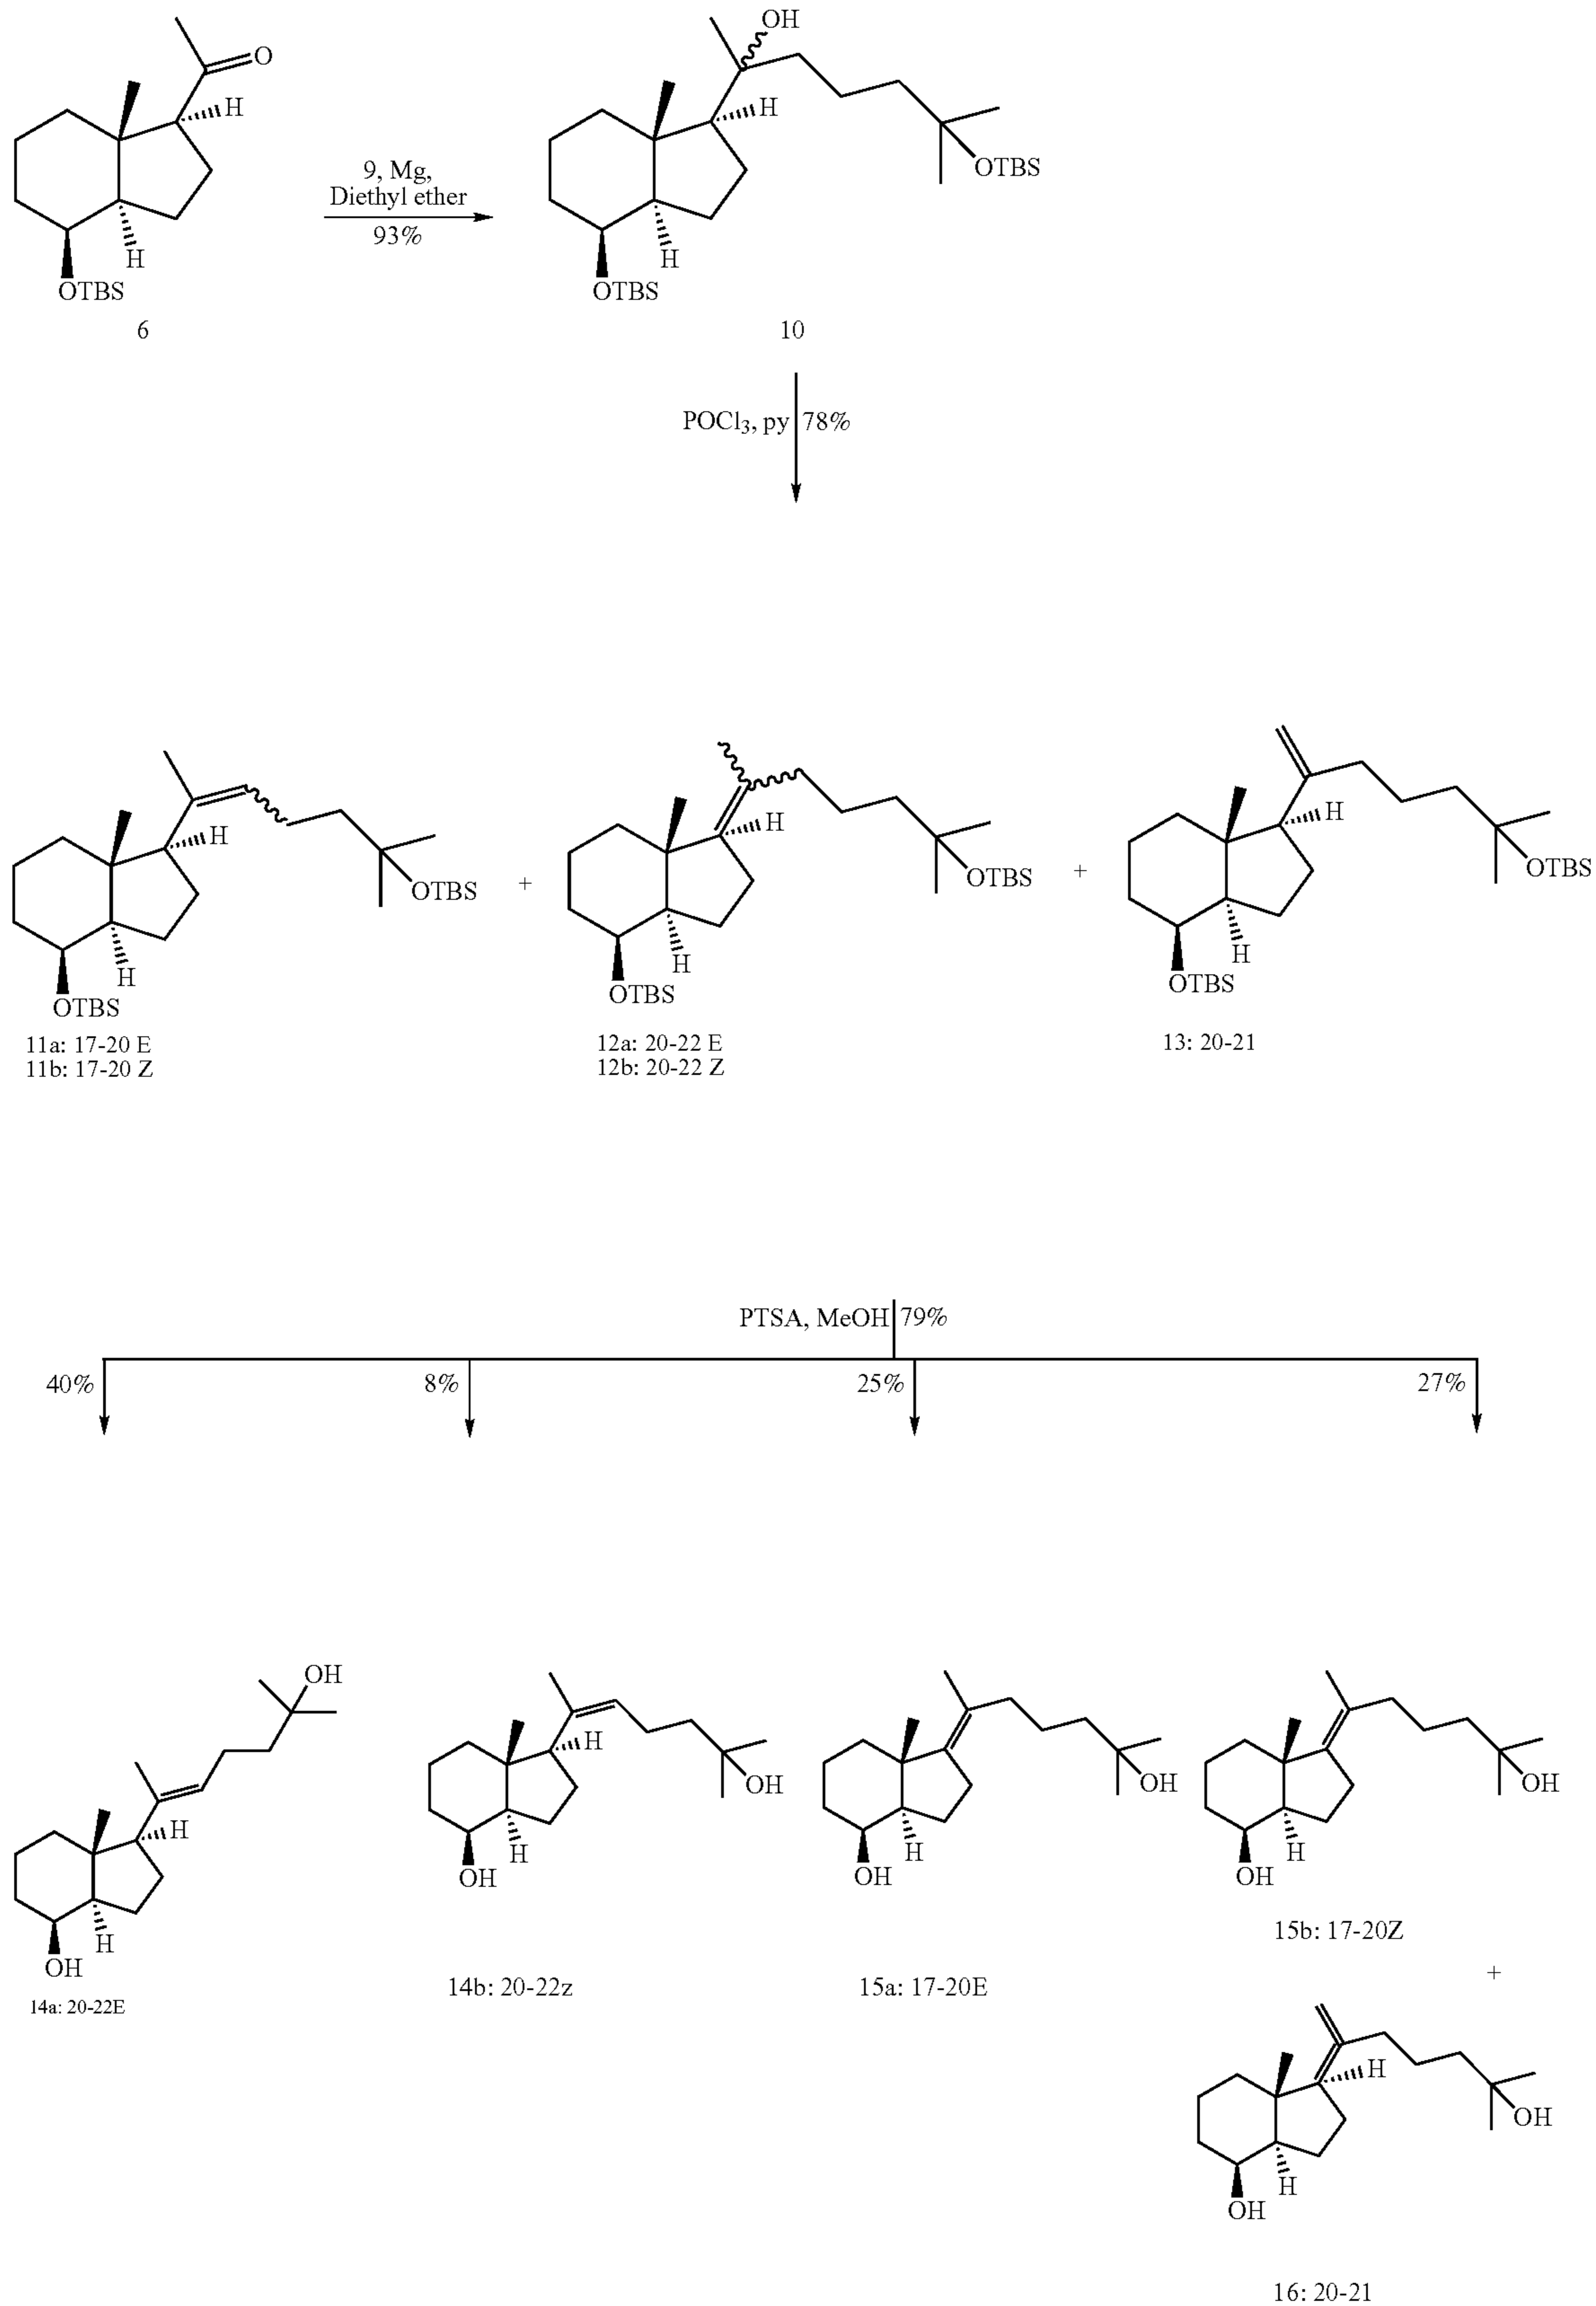 OH
O
H
H
OTBS
9, Mg,
Diethyl ether
93%
H
H
OTBS
OTBS
6
10
POCl₃, py 78%
H
H
OTBS
OTBS
+
H
H
OTBS
OTBS
+
H
H
OTBS
OTBS
11a: 17-20 E
11b: 17-20 Z
12a: 20-22 E
12b: 20-22 Z
13: 20-21
PTSA, MeOH 79%
40%
8%
25%
27%
OH
H
H
OH
14a: 20-22E
H
OH
H
OH
14b: 20-22z
OH
H
OH
15a: 17-20E
OH
H
OH
15b: 17-20Z
+
H
OH
H
OH
16: 20-21